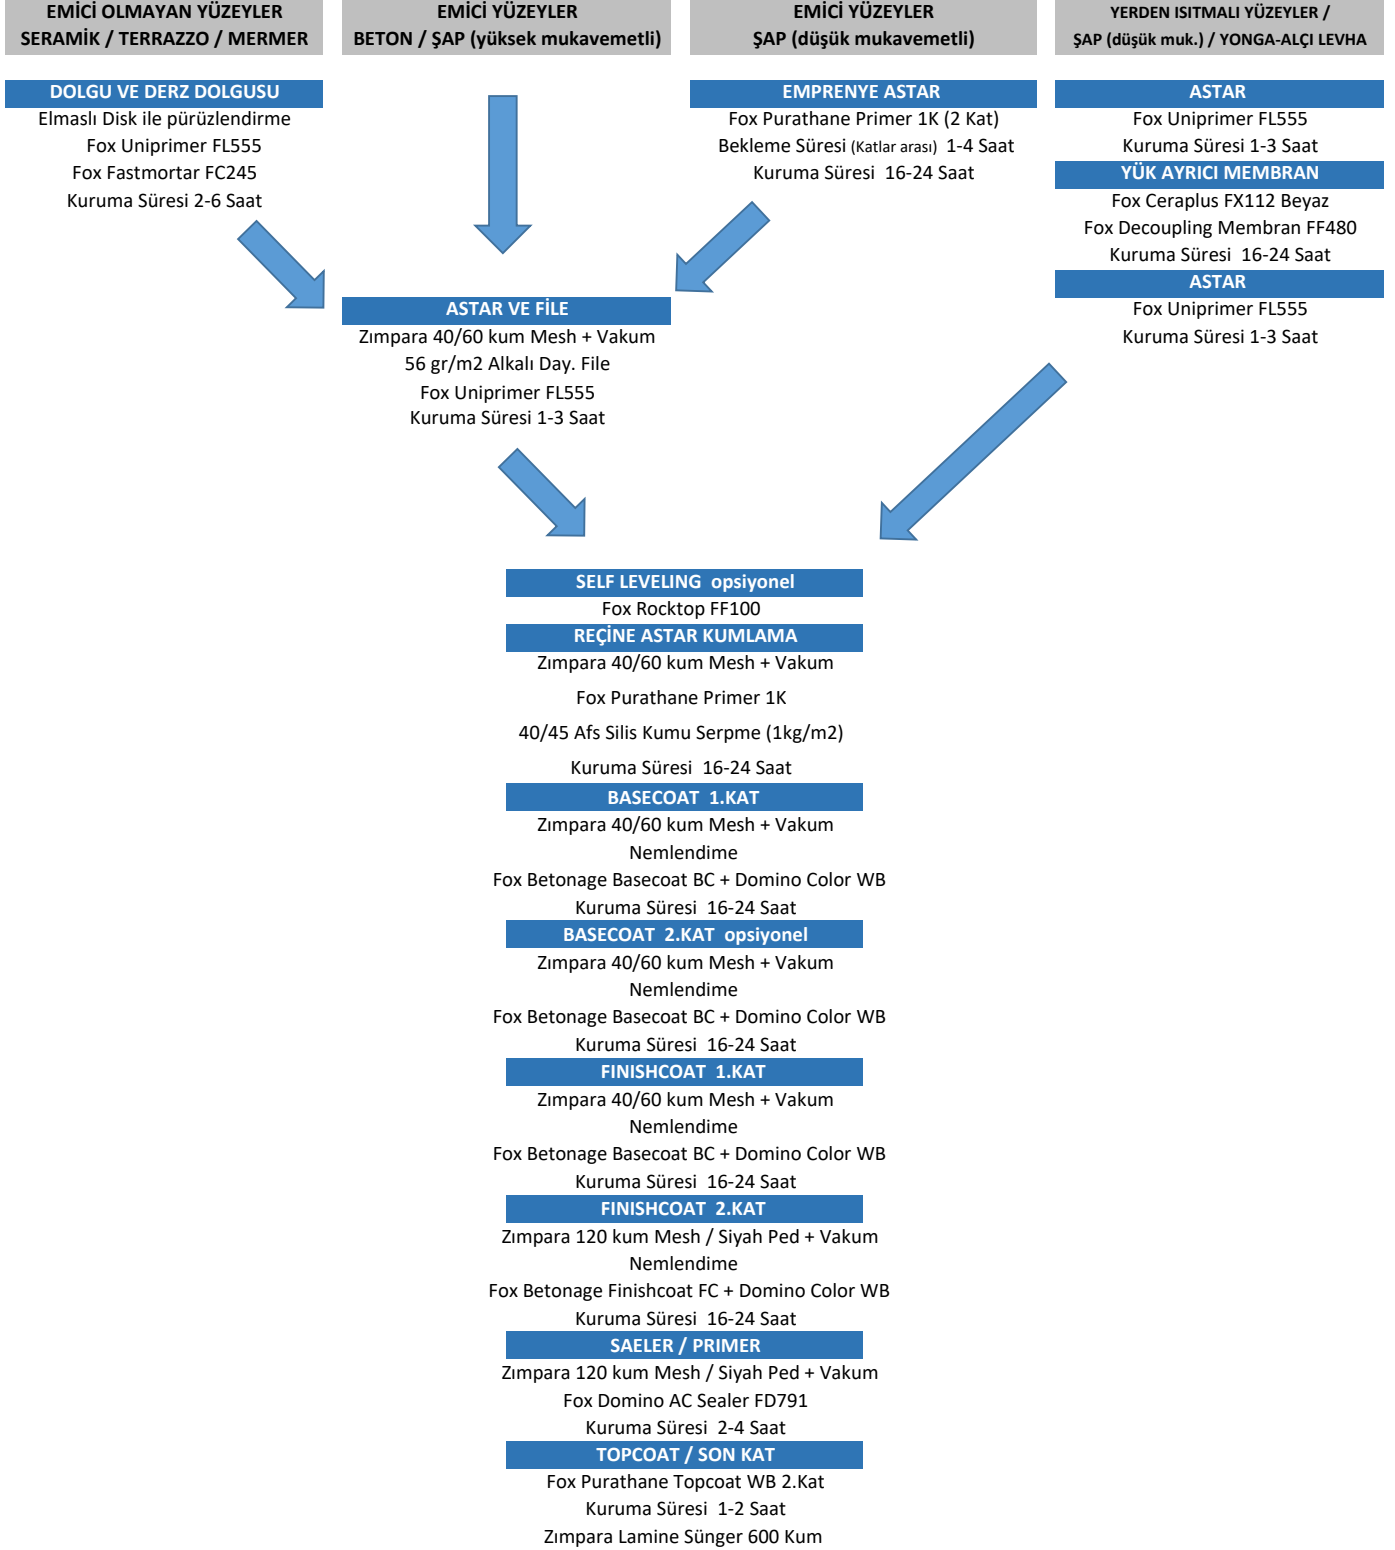 EMİCİ OLMAYAN YÜZEYLER
SERAMİK / TERRAZZO / MERMER
DOLGU VE DERZ DOLGUSU
Elmaslı Disk ile pürüzlendirme
Fox Uniprimer FL555
Fox Fastmortar FC245
Kuruma Süresi 2-6 Saat
EMİCİ YÜZEYLER
BETON / ŞAP (yüksek mukavemetli)
EMİCİ YÜZEYLER
ŞAP (düşük mukavemetli)
EMPRENYE ASTAR
Fox Purathane Primer 1K (2 Kat)
Bekleme Süresi (Katlar arası) 1-4 Saat
Kuruma Süresi 16-24 Saat
YERDEN ISITMALI YÜZEYLER /
ŞAP (düşük muk.) / YONGA-ALÇI LEVHA
ASTAR
Fox Uniprimer FL555
Kuruma Süresi 1-3 Saat
YÜK AYRICI MEMBRAN
Fox Ceraplus FX112 Beyaz
Fox Decoupling Membran FF480
Kuruma Süresi 16-24 Saat
ASTAR
Fox Uniprimer FL555
Kuruma Süresi 1-3 Saat
ASTAR VE FİLE
Zımpara 40/60 kum Mesh + Vakum
56 gr/m2 Alkalı Day. File
Fox Uniprimer FL555
Kuruma Süresi 1-3 Saat
SELF LEVELING opsiyonel
Fox Rocktop FF100
REÇİNE ASTAR KUMLAMA
Zımpara 40/60 kum Mesh + Vakum
Fox Purathane Primer 1K
40/45 Afs Silis Kumu Serpme (1kg/m2)
Kuruma Süresi 16-24 Saat
BASECOAT 1.KAT
Zımpara 40/60 kum Mesh + Vakum
Nemlendime
Fox Betonage Basecoat BC + Domino Color WB
Kuruma Süresi 16-24 Saat
BASECOAT 2.KAT opsiyonel
Zımpara 40/60 kum Mesh + Vakum
Nemlendime
Fox Betonage Basecoat BC + Domino Color WB
Kuruma Süresi 16-24 Saat
FINISHCOAT 1.KAT
Zımpara 40/60 kum Mesh + Vakum
Nemlendime
Fox Betonage Basecoat BC + Domino Color WB
Kuruma Süresi 16-24 Saat
FINISHCOAT 2.KAT
Zımpara 120 kum Mesh / Siyah Ped + Vakum
Nemlendime
Fox Betonage Finishcoat FC + Domino Color WB
Kuruma Süresi 16-24 Saat
SAELER / PRIMER
Zımpara 120 kum Mesh / Siyah Ped + Vakum
Fox Domino AC Sealer FD791
Kuruma Süresi 2-4 Saat
TOPCOAT / SON KAT
Fox Purathane Topcoat WB 2.Kat
Kuruma Süresi 1-2 Saat
Zımpara Lamine Sünger 600 Kum